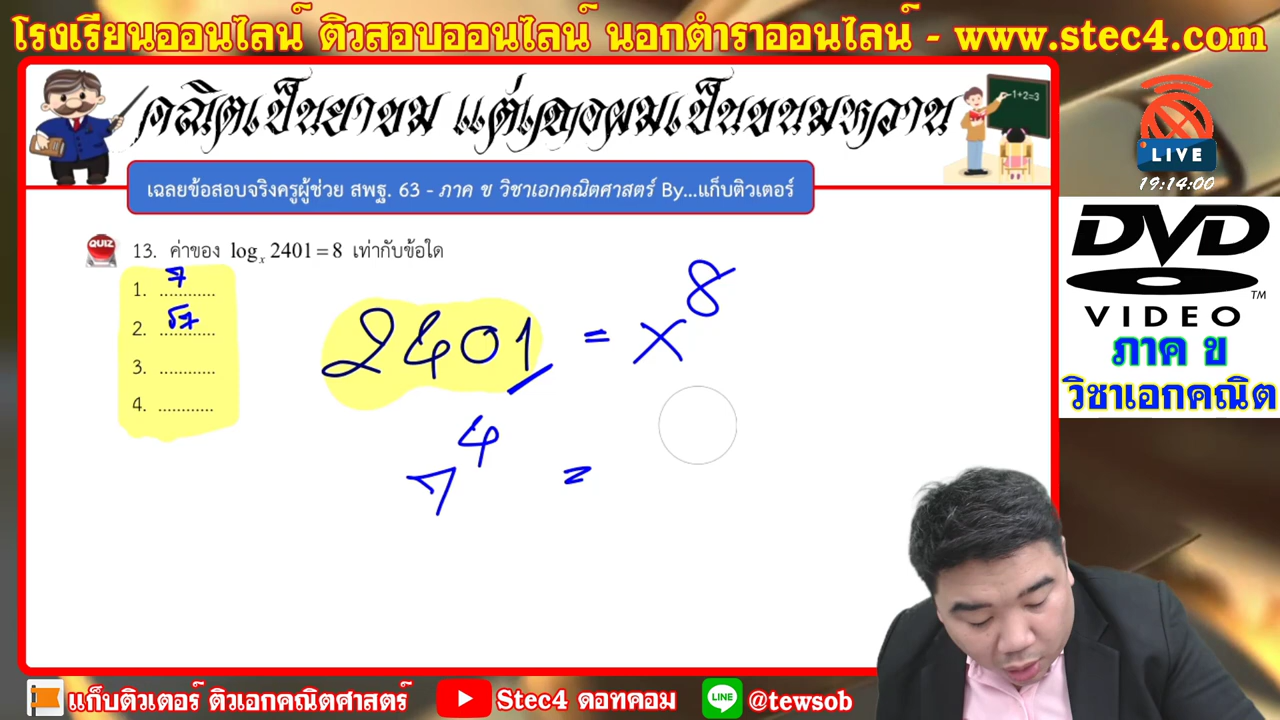 โรงเรียนออนไลน์ ติวสอบออนไลน์ นอกตำราออนไลน์ - www.stec4.com
คณิตเป็นยาขม แต่เจอผมเป็นขนมหวาน
1+2=3
LIVE
19:14:00
เฉลยข้อสอบจริงครูผู้ช่วย สพฐ. 63 - ภาค ข วิชาเอกคณิตศาสตร์ By...แก็บติวเตอร์
DVD
TM
VIDEO
ภาค ข
วิชาเอกคณิต
QUIZ
13. ค่าของ logₓ 2401 = 8 เท่ากับข้อใด
1. 7 ............
2. √7 ............
3. ............
4. ............
2401 = x⁸
7⁴ =
แก็บติวเตอร์ ติวเอกคณิตศาสตร์
Stec4 ดอทคอม
LINE
@tewsob